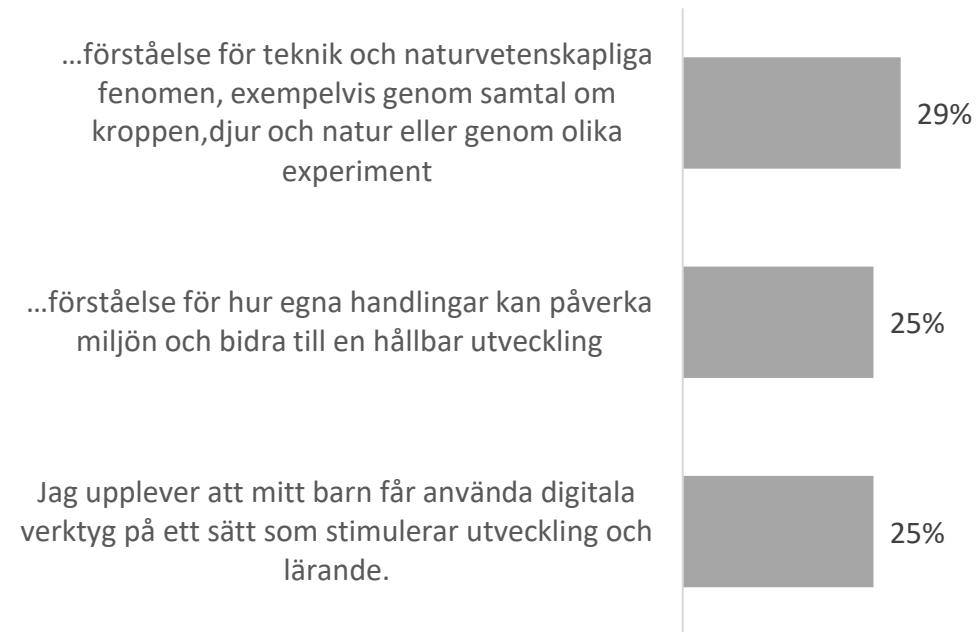 ...förståelse för teknik och naturvetenskapliga
fenomen, exempelvis genom samtal om
kroppen,djur och natur eller genom olika
experiment
29%
...förståelse för hur egna handlingar kan påverka
miljön och bidra till en hållbar utveckling
25%
Jag upplever att mitt barn får använda digitala
verktyg på ett sätt som stimulerar utveckling och
lärande.
25%